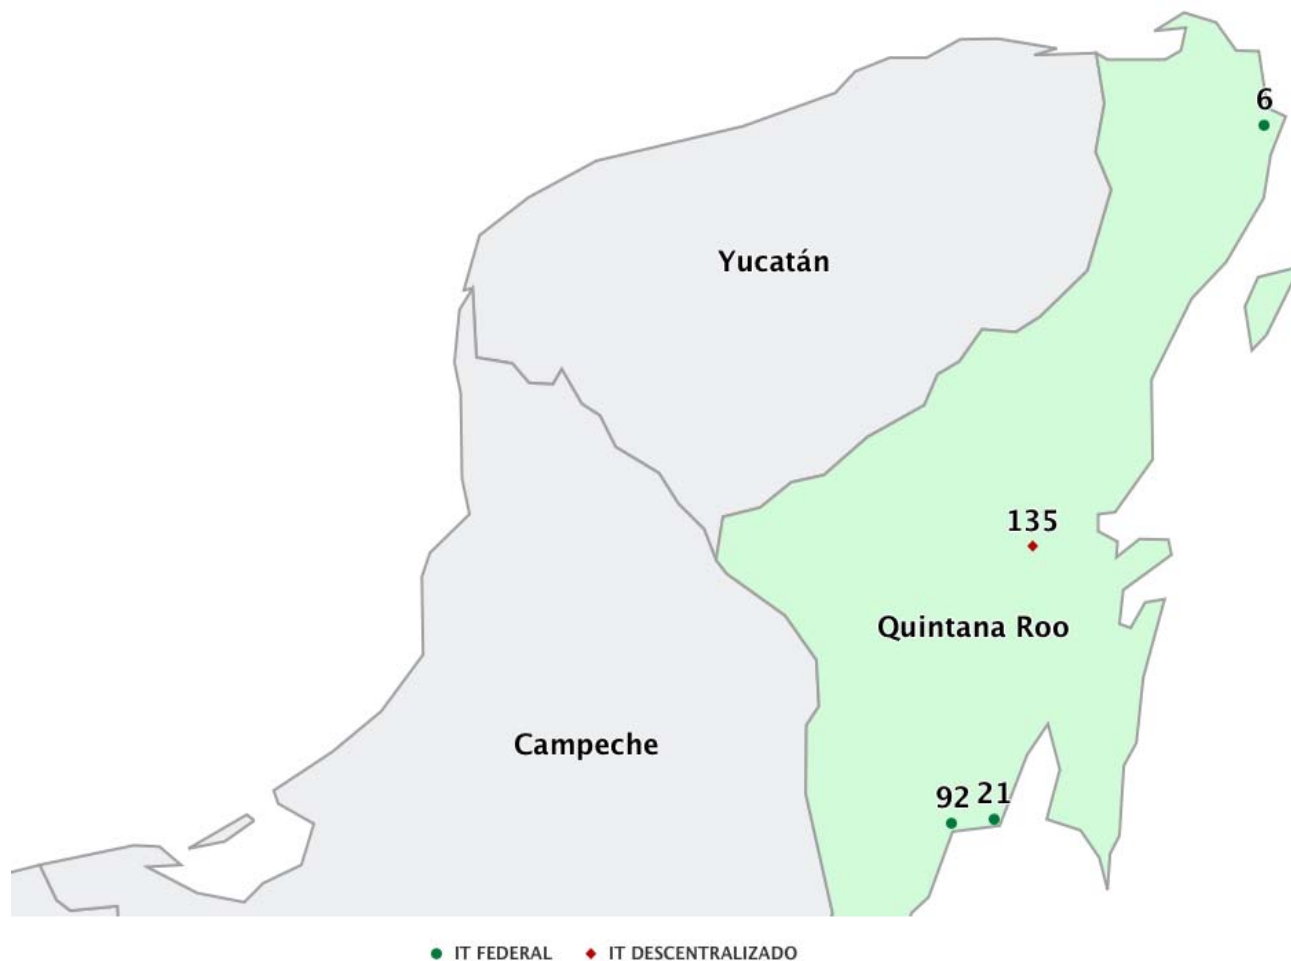 6
Yucatán
135
Quintana Roo
Campeche
92 21
IT FEDERAL IT DESCENTRALIZADO